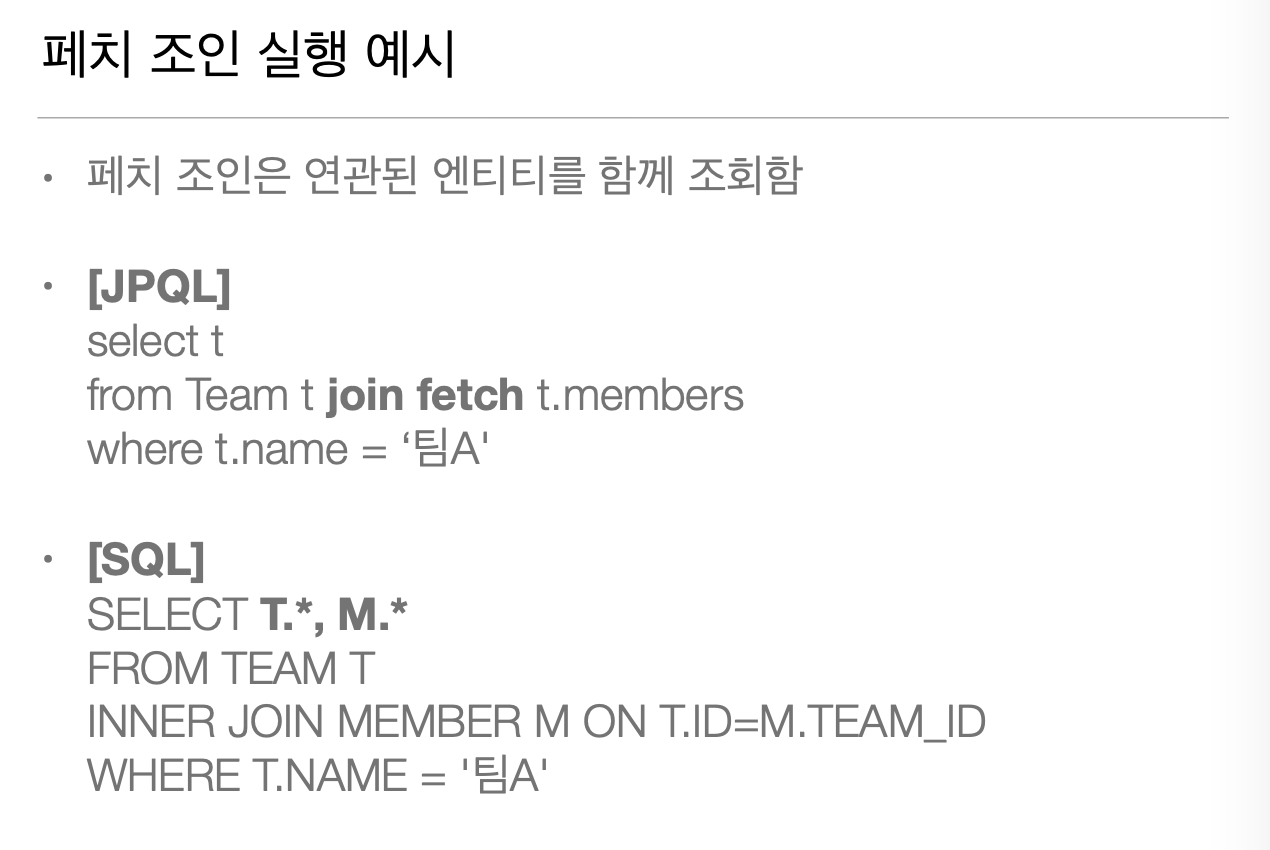 페치 조인 실행 예시
• 페치 조인은 연관된 엔티티를 함께 조회함
• [JPQL]
select t
from Team t join fetch t.members
where t.name = ‘팀A'
• [SQL]
SELECT T.*, M.*
FROM TEAM T
INNER JOIN MEMBER M ON T.ID=M.TEAM_ID
WHERE T.NAME = '팀A'